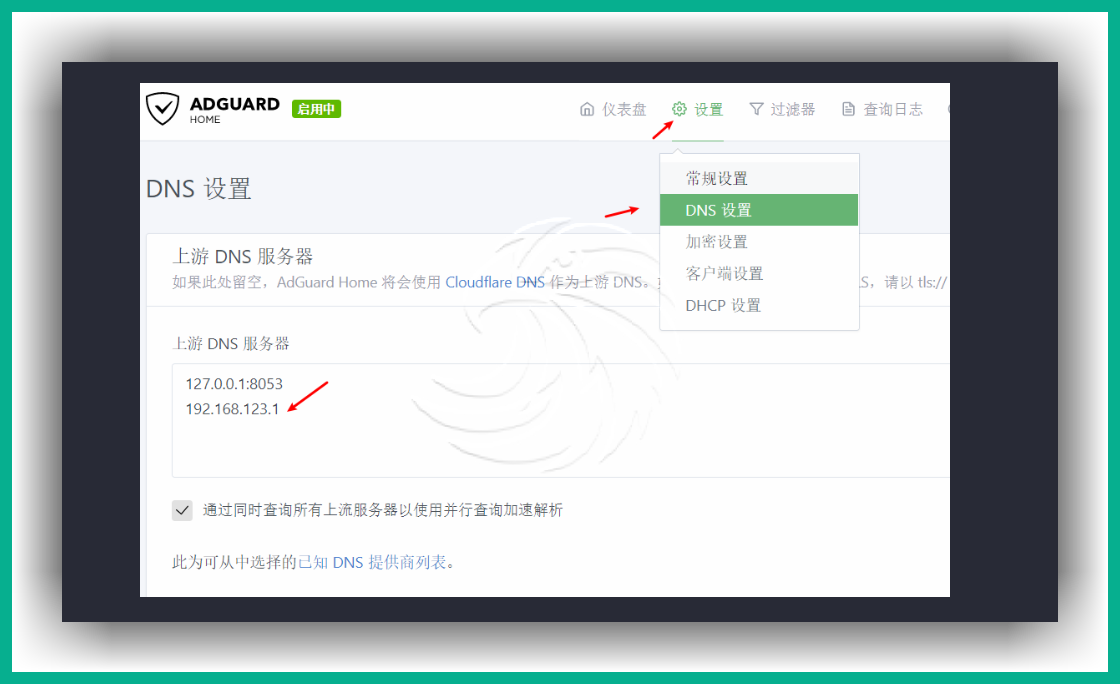 ADGUARD
HOME
启用中
仪表盘
设置
过滤器
查询日志
常规设置
DNS 设置
加密设置
客户端设置
DHCP 设置
DNS 设置
上游 DNS 服务器
如果此处留空，AdGuard Home 将会使用 Cloudflare DNS 作为上游 DNS。
，请以 tls://
上游 DNS 服务器
127.0.0.1:8053
192.168.123.1
通过同时查询所有上流服务器以使用并行查询加速解析
此为可从中选择的已知 DNS 提供商列表。